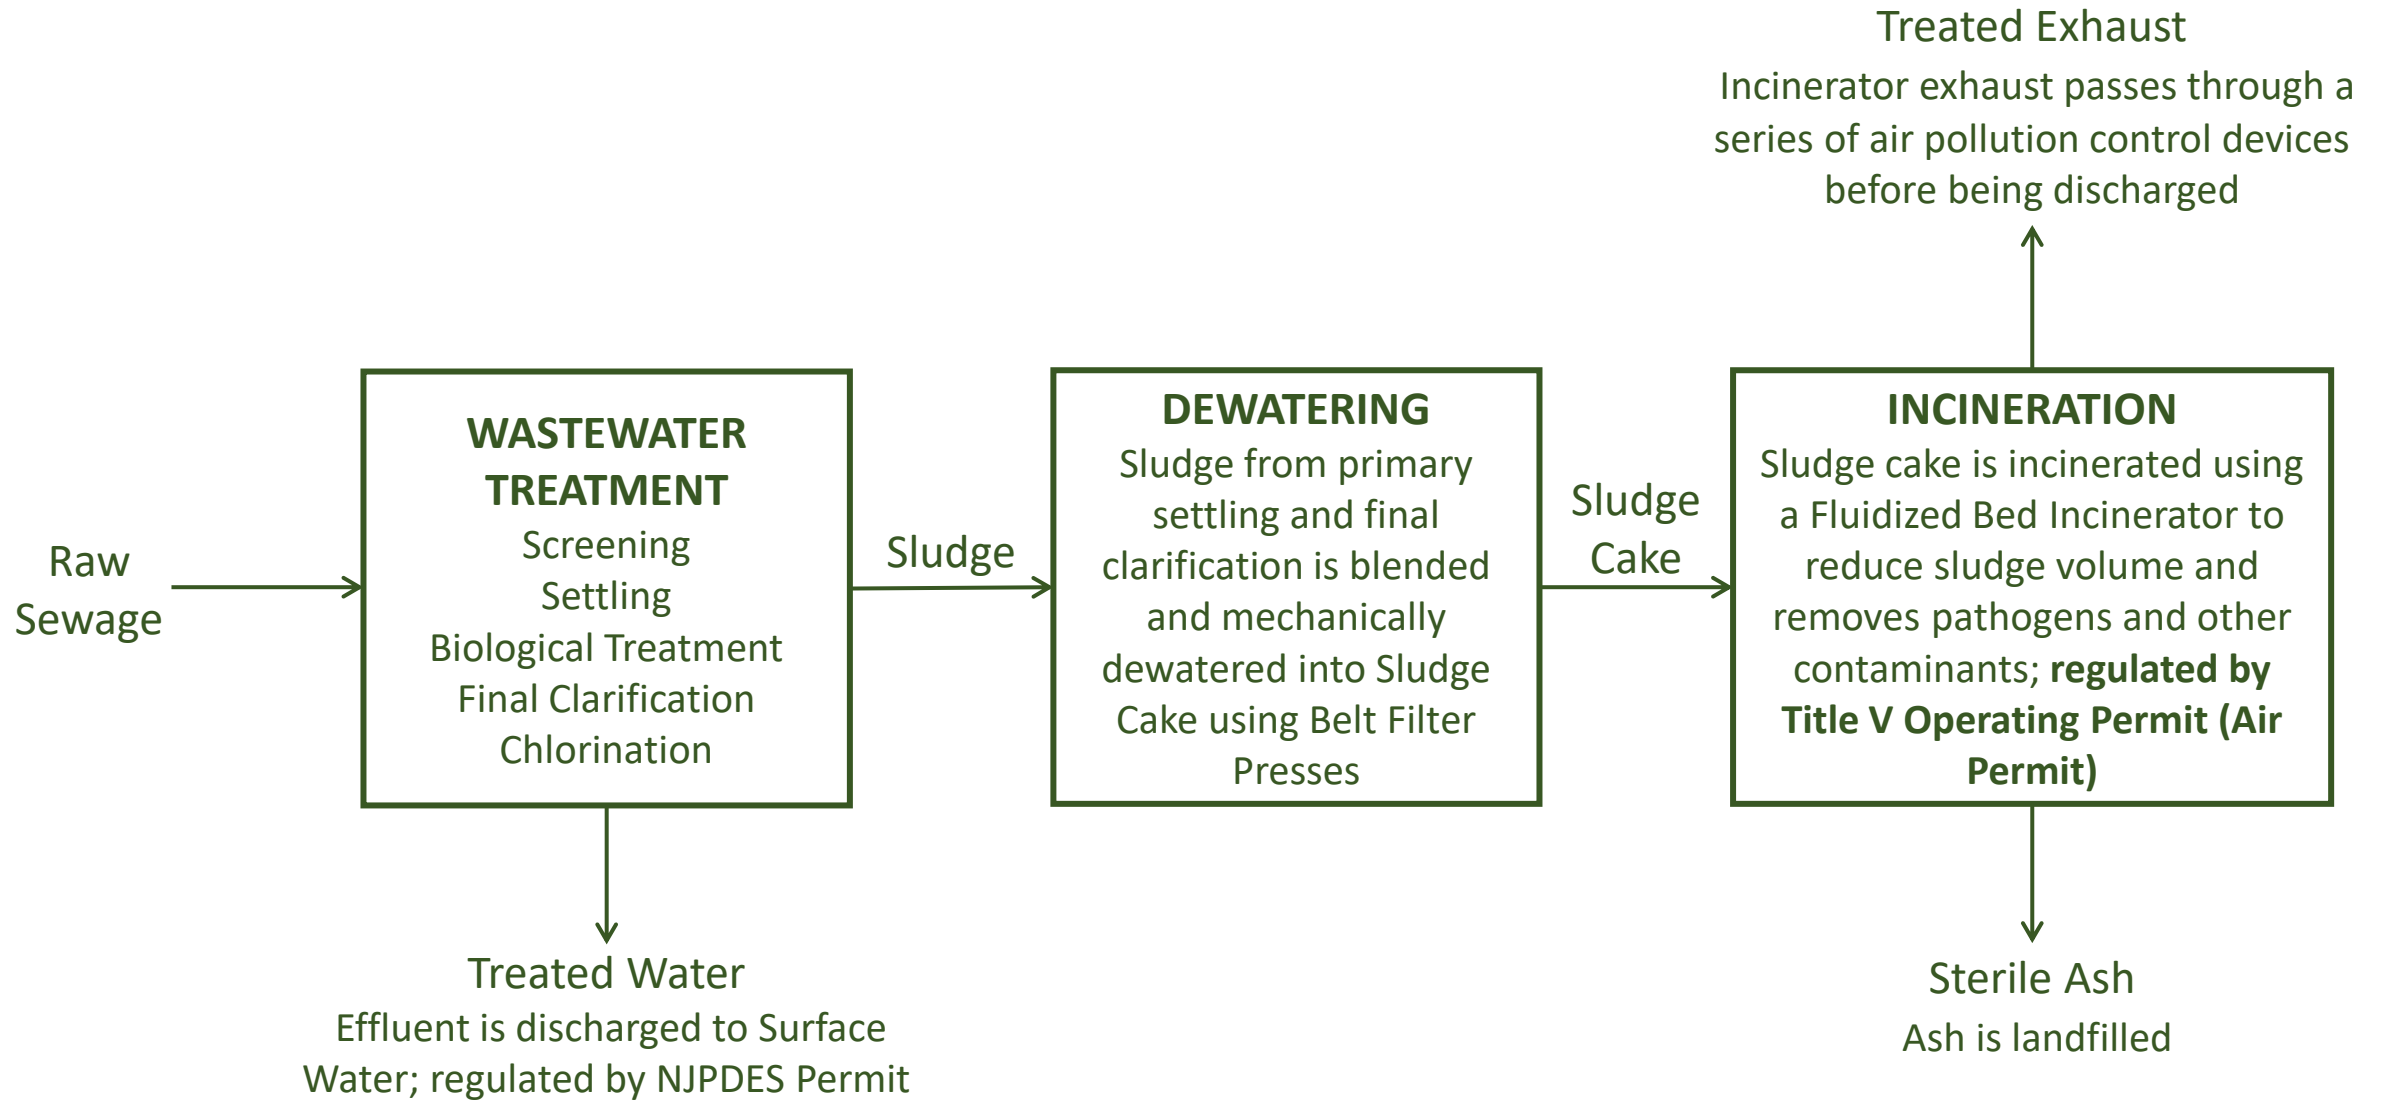 Raw
Sewage
WASTEWATER
TREATMENT
Screening
Settling
Biological Treatment
Final Clarification
Chlorination
Treated Water
Effluent is discharged to Surface
Water; regulated by NJPDES Permit
Sludge
DEWATERING
Sludge from primary
settling and final
clarification is blended
and mechanically
dewatered into Sludge
Cake using Belt Filter
Presses
Sludge
Cake
INCINERATION
Sludge cake is incinerated using
a Fluidized Bed Incinerator to
reduce sludge volume and
removes pathogens and other
contaminants; regulated by
Title V Operating Permit (Air
Permit)
Treated Exhaust
Incinerator exhaust passes through a
series of air pollution control devices
before being discharged
Sterile Ash
Ash is landfilled